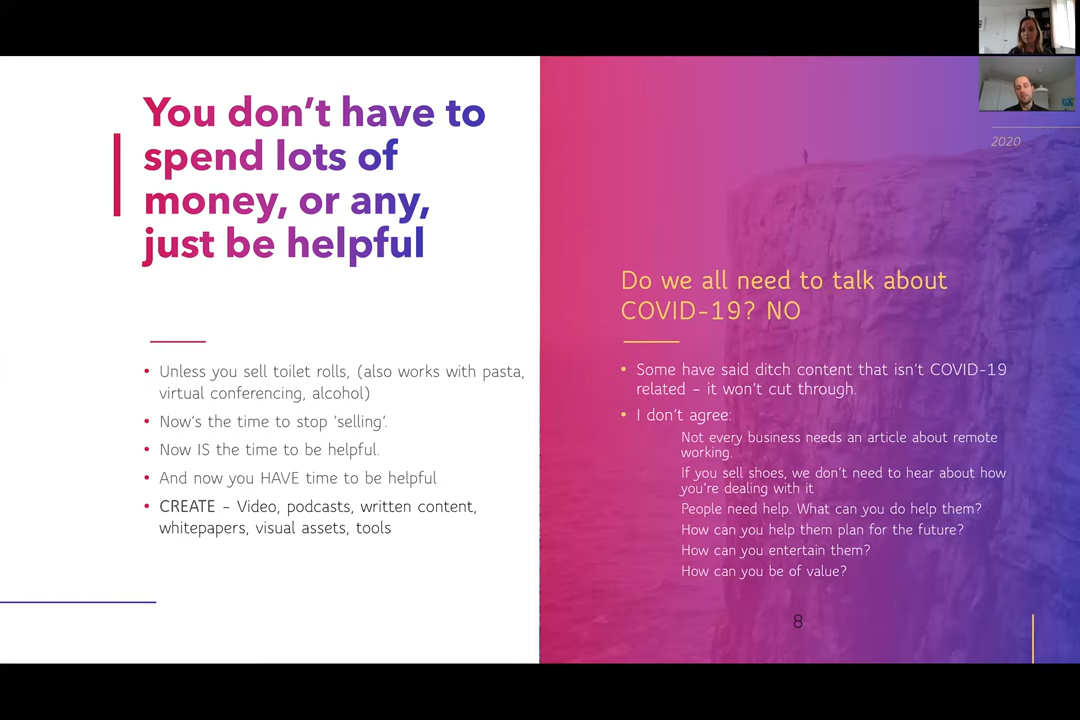 You don't have to
spend lots of
money, or any,
just be helpful
Unless you sell toilet rolls, (also works with pasta,
virtual conferencing, alcohol)
Now's the time to stop 'selling'.
Now IS the time to be helpful.
And now you HAVE time to be helpful
CREATE – Video, podcasts, written content,
whitepapers, visual assets, tools
2020
Do we all need to talk about
COVID-19? NO
Some have said ditch content that isn't COVID-19
related – it won't cut through.
I don't agree:
Not every business needs an article about remote
working.
If you sell shoes, we don't need to hear about how
you're dealing with it
People need help. What can you do help them?
How can you help them plan for the future?
How can you entertain them?
How can you be of value?
8